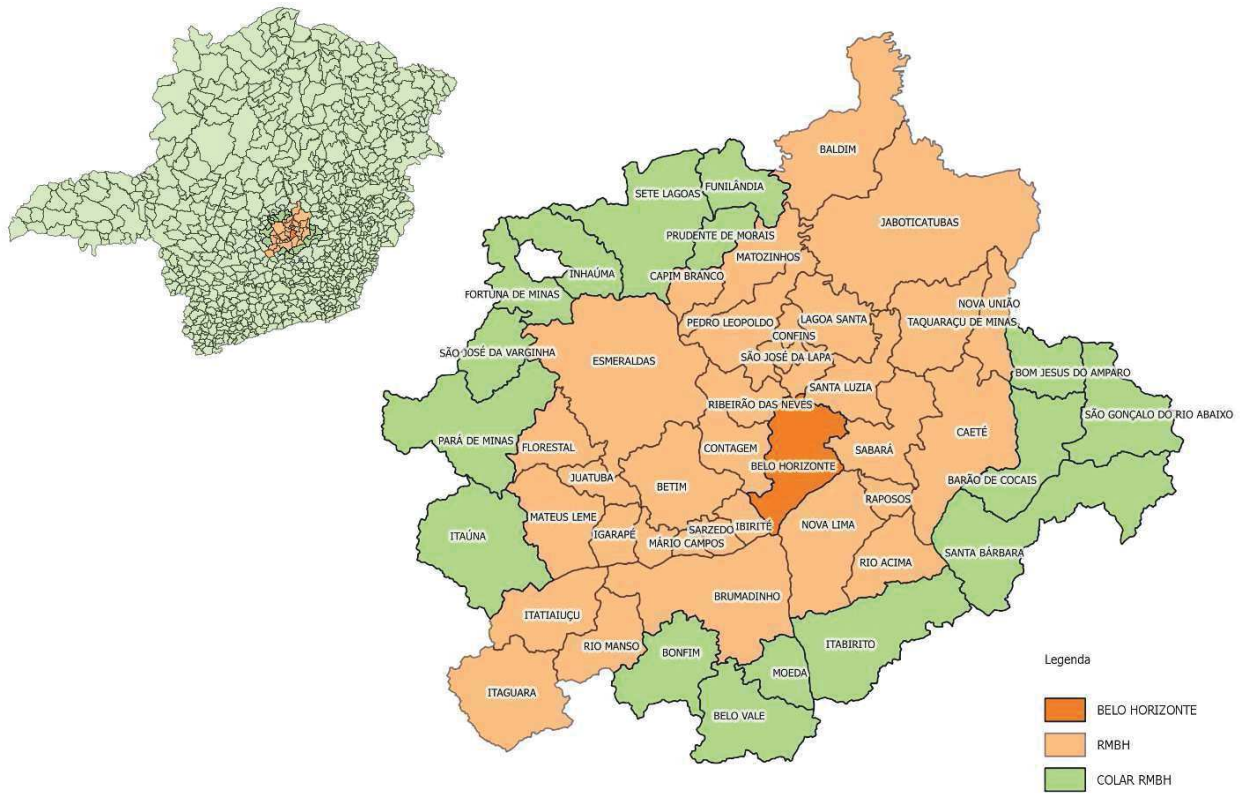 BALDIM
FUNILÂNDIA
SETE LAGOAS
JABOTICATUBAS
PRUDENTE DE MORAIS
MATOZINHOS
INHAÚMA
CAPIM BRANCO
FORTUNA DE MINAS
NOVA UNIÃO
LAGOA SANTA
PEDRO LEOPOLDO
TAQUARAÇU DE MINAS
CONFINS
SÃO JOSÉ DA VARGINHA
ESMERALDAS
SÃO JOSÉ DA LAPA
BOM JESUS DO AMPARO
SANTA LUZIA
RIBEIRÃO DAS NEVES
SÃO GONÇALO DO RIO ABAIXO
PARÁ DE MINAS
FLORESTAL
CONTAGEM
SABARÁ
CAETÉ
BELO HORIZONTE
JUATUBA
BETIM
BARÃO DE COCAIS
RAPOSOS
MATEUS LEME
IGARAPÉ
SARZEDO
IBIRITÉ
NOVA LIMA
ITAÚNA
MÁRIO CAMPOS
SANTA BÁRBARA
RIO ACIMA
BRUMADINHO
ITATIAIUÇU
RIO MANSO
BONFIM
ITABIRITO
MOEDA
ITAGUARA
BELO VALE
Legenda
BELO HORIZONTE
RMBH
COLAR RMBH